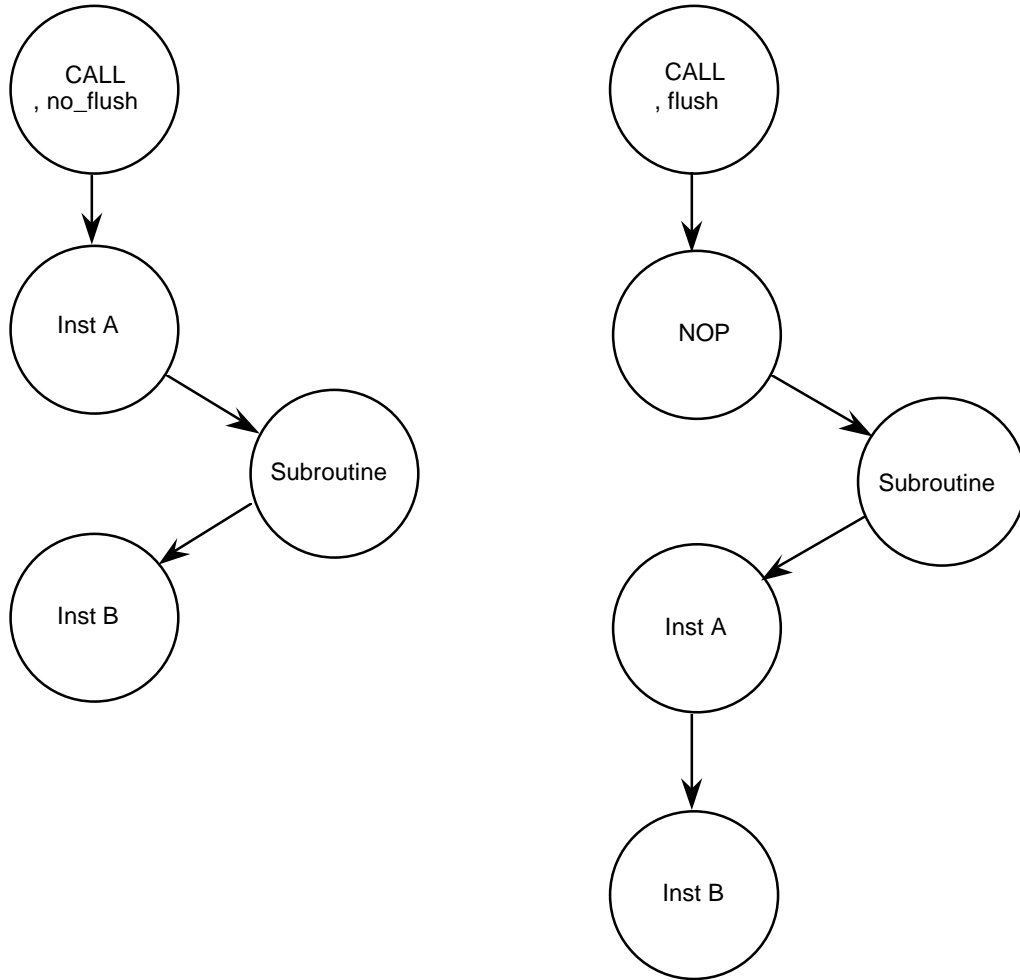 CALL
, no_flush
Inst A
Subroutine
Inst B
CALL
, flush
NOP
Subroutine
Inst A
Inst B